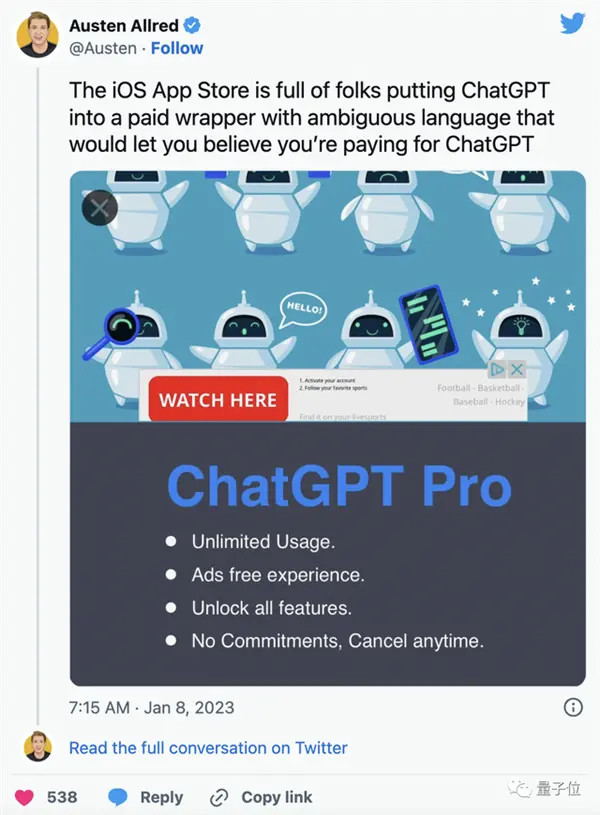 Austen Allred
@Austen · Follow
The iOS App Store is full of folks putting ChatGPT
into a paid wrapper with ambiguous language that
would let you believe you’re paying for ChatGPT
HELLO!
WATCH HERE
1. Activate your account
2. Follow your favorite sports
Find it on your-livesports
Football - Basketball -
Baseball - Hockey
ChatGPT Pro
● Unlimited Usage.
● Ads free experience.
● Unlock all features.
● No Commitments, Cancel anytime.
7:15 AM · Jan 8, 2023
Read the full conversation on Twitter
538 Reply Copy link
量子位